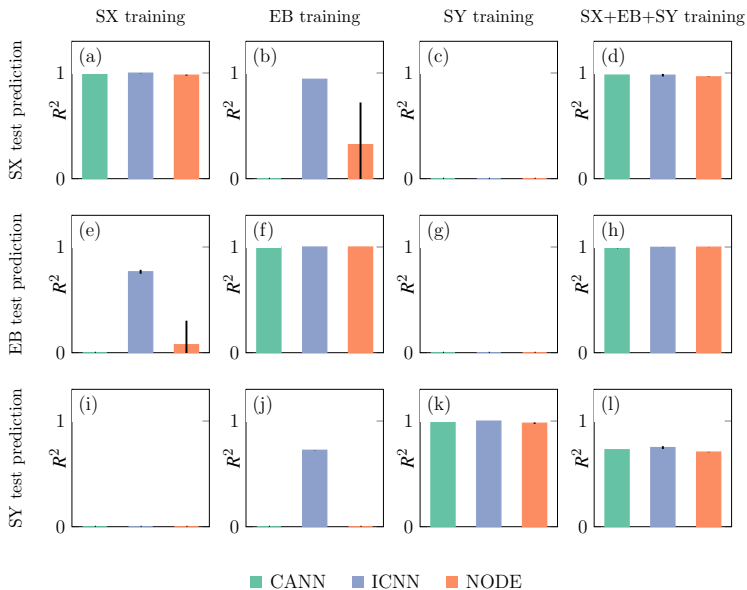 SX training EB training SY training SX+EB+SY training
SX test prediction
R² 1 0 (a)
R² 1 0 (b)
R² 1 0 (c)
R² 1 0 (d)
EB test prediction
R² 1 0 (e)
R² 1 0 (f)
R² 1 0 (g)
R² 1 0 (h)
SY test prediction
R² 1 0 (i)
R² 1 0 (j)
R² 1 0 (k)
R² 1 0 (l)
CANN ICNN NODE